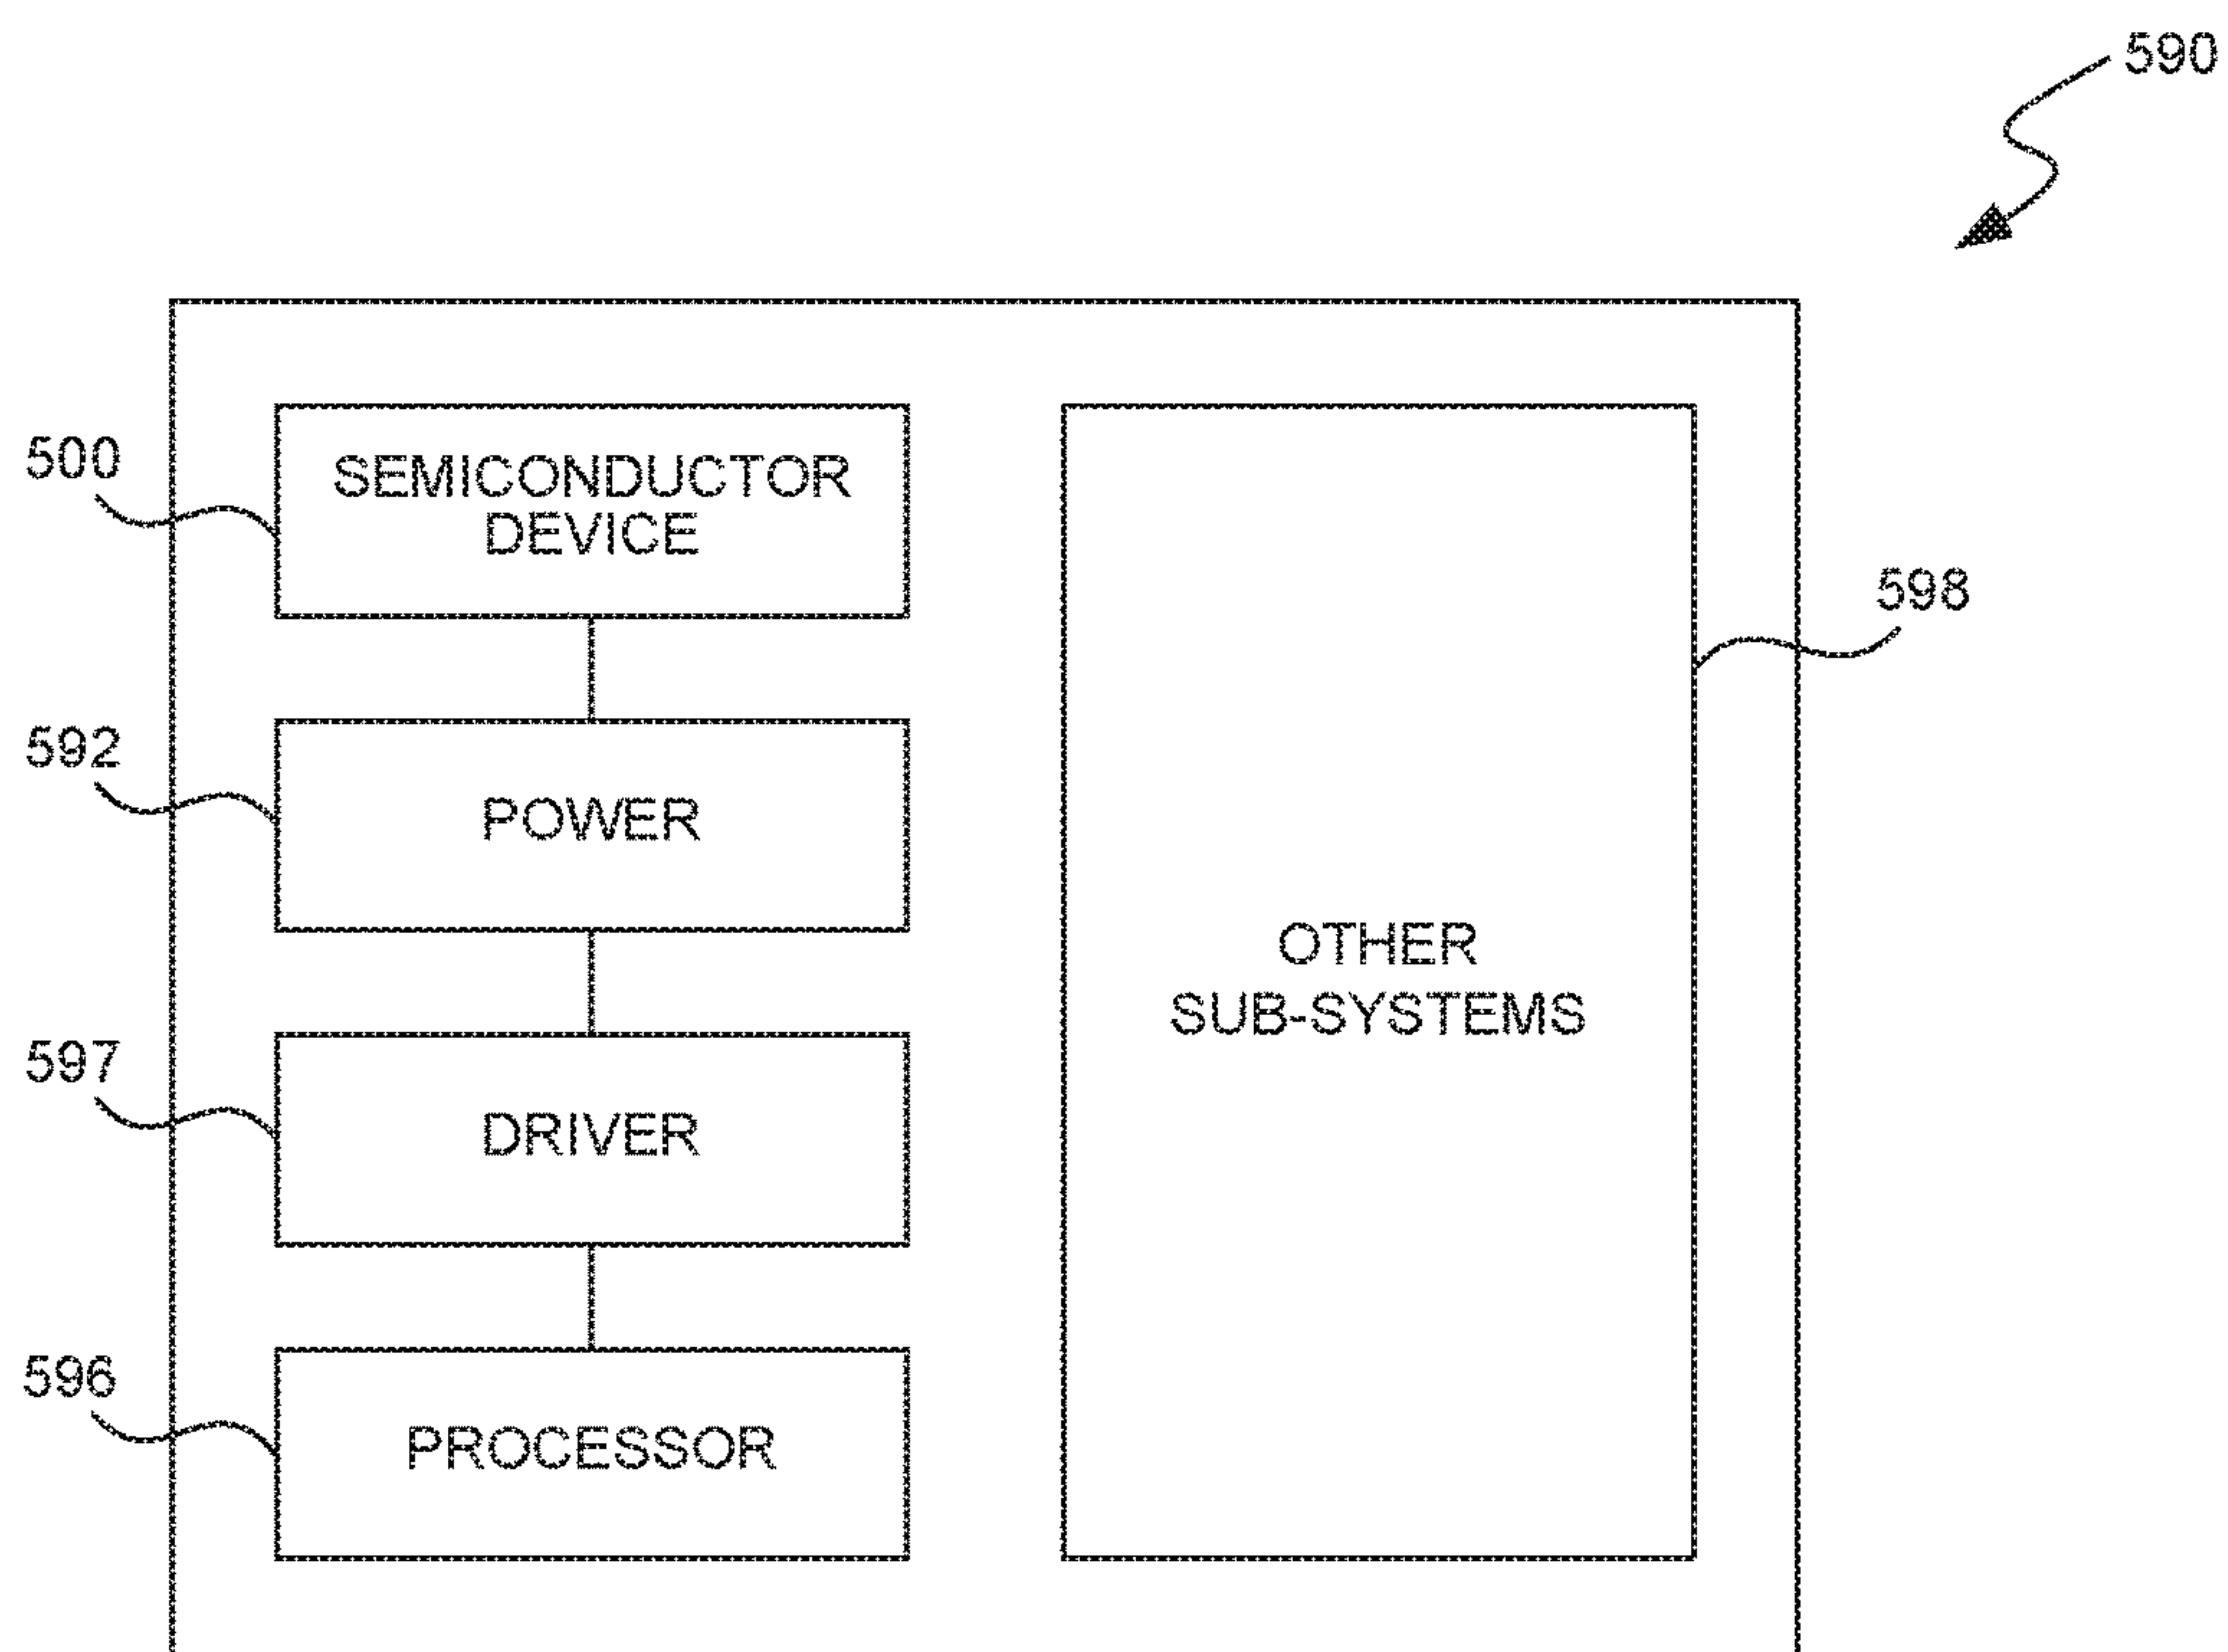 590
500
SEMICONDUCTOR
DEVICE
598
592
POWER
OTHER
SUB-SYSTEMS
597
DRIVER
596
PROCESSOR